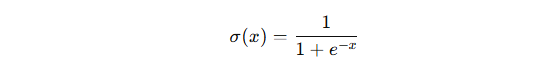 σ(x) = 1 / (1 + e^{-x})